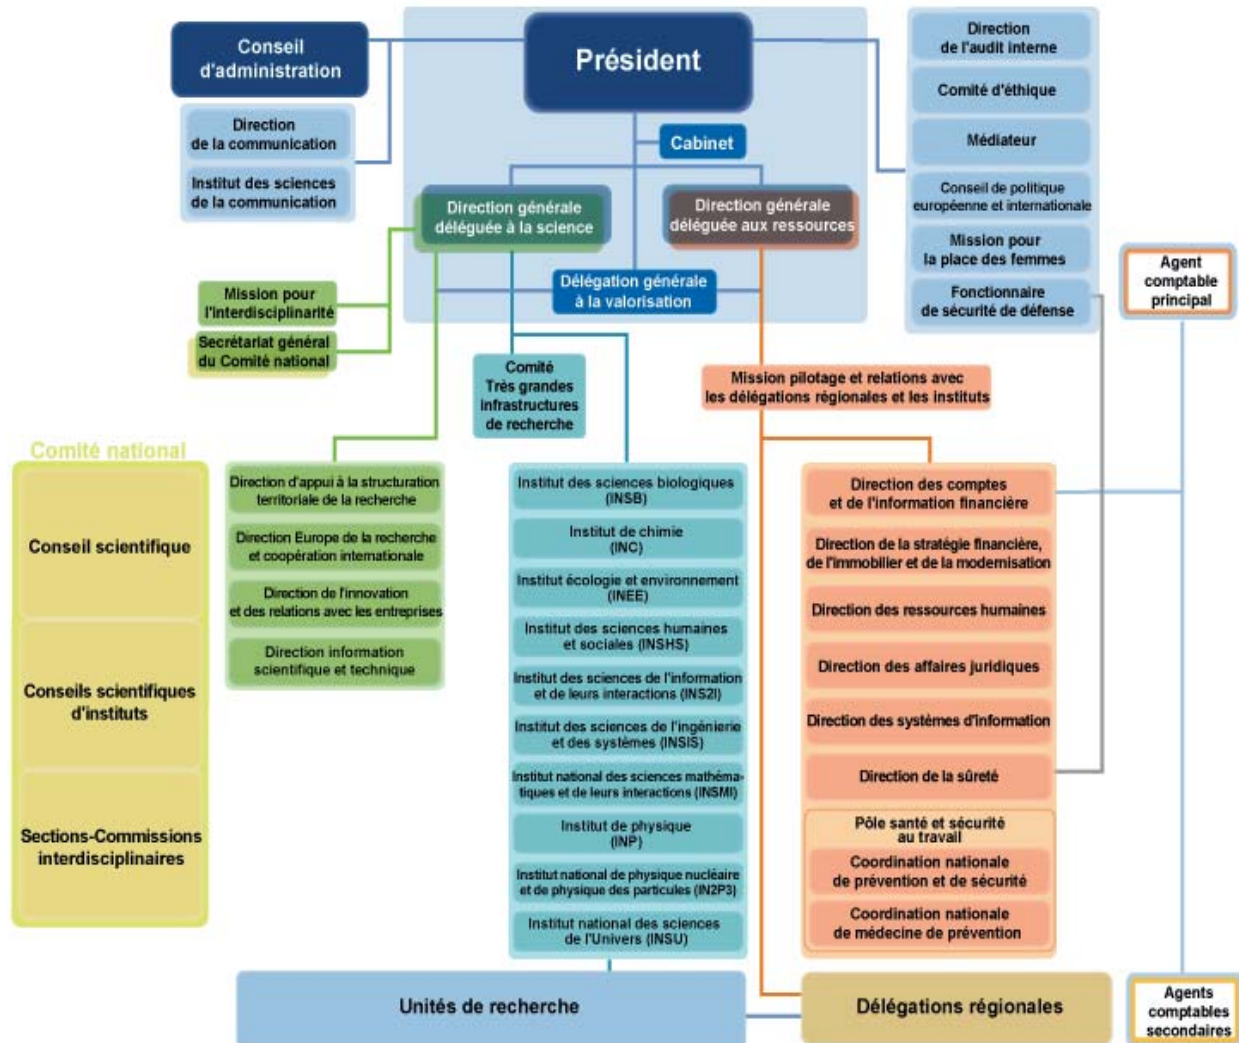 Conseil
d'administration
Président
Direction
de l'audit interne
Comité d'éthique
Médiateur
Conseil de politique
européenne et internationale
Mission pour
la place des femmes
Fonctionnaire
de sécurité de défense
Direction
de la communication
Institut des sciences
de la communication
Cabinet
Direction générale
déléguée à la science
Direction générale
déléguée aux ressources
Délégation générale
à la valorisation
Agent
comptable
principal
Mission pour
l'interdisciplinarité
Secrétariat général
du Comité national
Comité
Très grandes
infrastructures
de recherche
Mission pilotage et relations avec
les délégations régionales et les instituts
Comité national
Conseil scientifique
Conseils scientifiques
d'instituts
Sections-Commissions
interdisciplinaires
Direction d'appui à la structuration
territoriale de la recherche
Direction Europe de la recherche
et coopération internationale
Direction de l'innovation
et des relations avec les entreprises
Direction information
scientifique et technique
Institut des sciences biologiques
(INSB)
Institut de chimie
(INC)
Institut écologie et environnement
(INEE)
Institut des sciences humaines
et sociales (INSHS)
Institut des sciences de l'information
et de leurs interactions (INS2I)
Institut des sciences de l'ingénierie
et des systèmes (INSIS)
Institut national des sciences mathéma-
tiques et de leurs interactions (INSMI)
Institut de physique
(INP)
Institut national de physique nucléaire
et de physique des particules (IN2P3)
Institut national des sciences
de l'Univers (INSU)
Direction des comptes
et de l'information financière
Direction de la stratégie financière,
de l'immobilier et de la modernisation
Direction des ressources humaines
Direction des affaires juridiques
Direction des systèmes d'information
Direction de la sûreté
Pôle santé et sécurité
au travail
Coordination nationale
de prévention et de sécurité
Coordination nationale
de médecine de prévention
Unités de recherche
Délégations régionales
Agents
comptables
secondaires